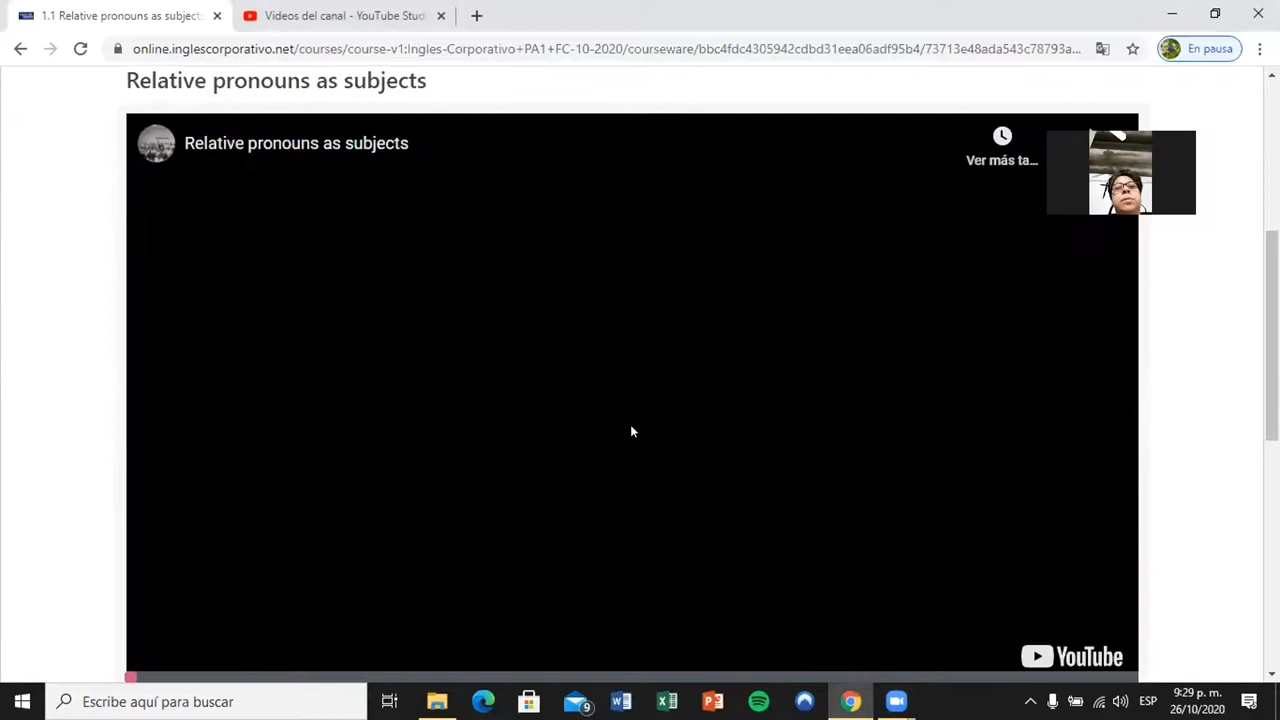 1.1 Relative pronouns as subjects
Videos del canal - YouTube Stud
online.inglescorporativo.net/courses/course-v1:Ingles-Corporativo+PA1+FC-10-2020/courseware/bbc4fdc4305942cdbd31eea06adf95b4/73713e48ada543c78793a...
En pausa
Relative pronouns as subjects
Relative pronouns as subjects
Ver más ta...
YouTube
Escribe aquí para buscar
9
ESP
9:29 p. m.
26/10/2020